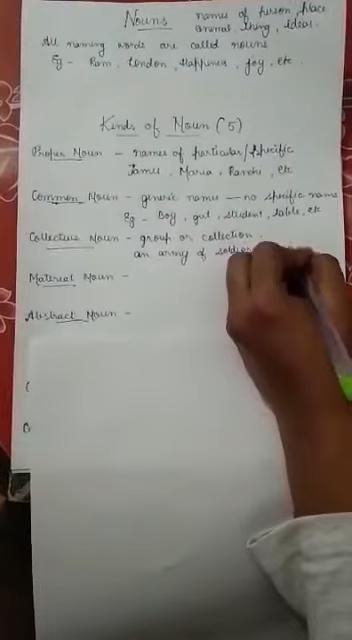 Nouns names of person, place
animal, thing, ideas.
All naming words are called nouns
Eg - Ram, London, Happiness, joy, etc
Kinds of Noun (5)
Proper Noun - names of particular/specific
James, Maria, Ranchi, etc
Common Noun - generic names - no specific name
Eg - Boy, girl, student, table, etc
Collective Noun - group or collection.
an army of
Material Noun -
Abstract Noun -